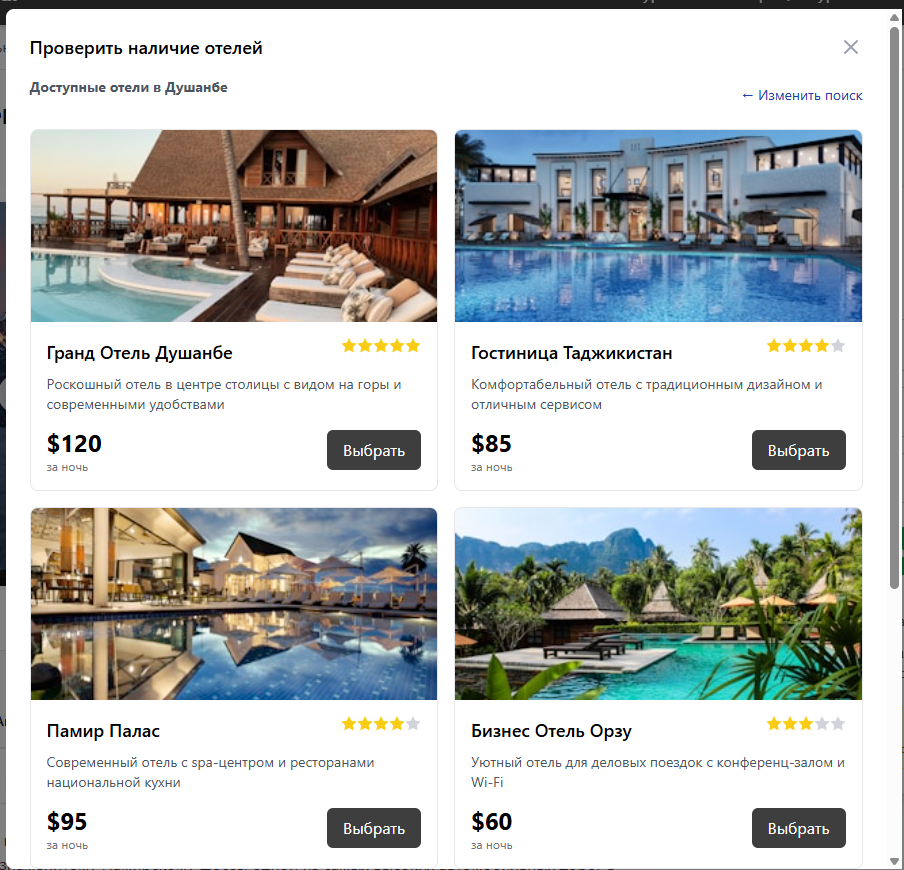 Проверить наличие отелей
Доступные отели в Душанбе
← Изменить поиск
Гранд Отель Душанбе
Роскошный отель в центре столицы с видом на горы и
современными удобствами
$120
за ночь
Выбрать
Гостиница Таджикистан
Комфортабельный отель с традиционным дизайном и
отличным сервисом
$85
за ночь
Выбрать
Памир Палас
Современный отель с spa-центром и ресторанами
национальной кухни
$95
за ночь
Выбрать
Бизнес Отель Орзу
Уютный отель для деловых поездок с конференц-залом и
Wi-Fi
$60
за ночь
Выбрать